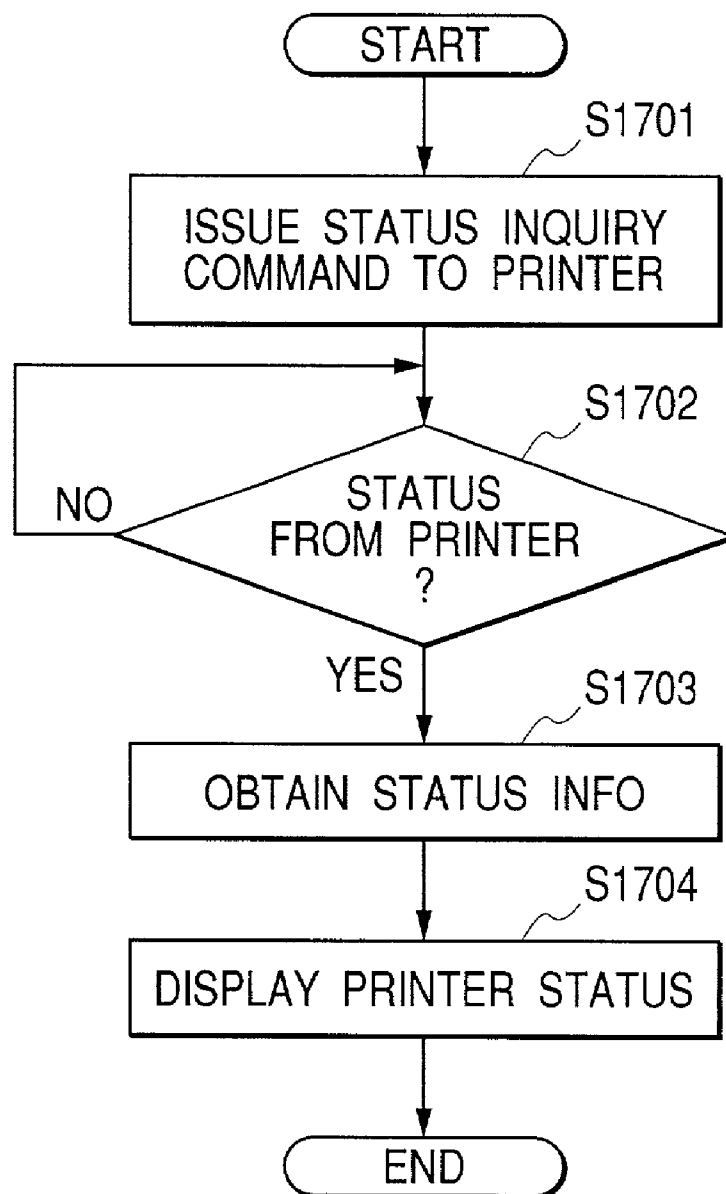 START
S1701
ISSUE STATUS INQUIRY
COMMAND TO PRINTER
S1702
STATUS
FROM PRINTER
?
NO
YES
S1703
OBTAIN STATUS INFO
S1704
DISPLAY PRINTER STATUS
END